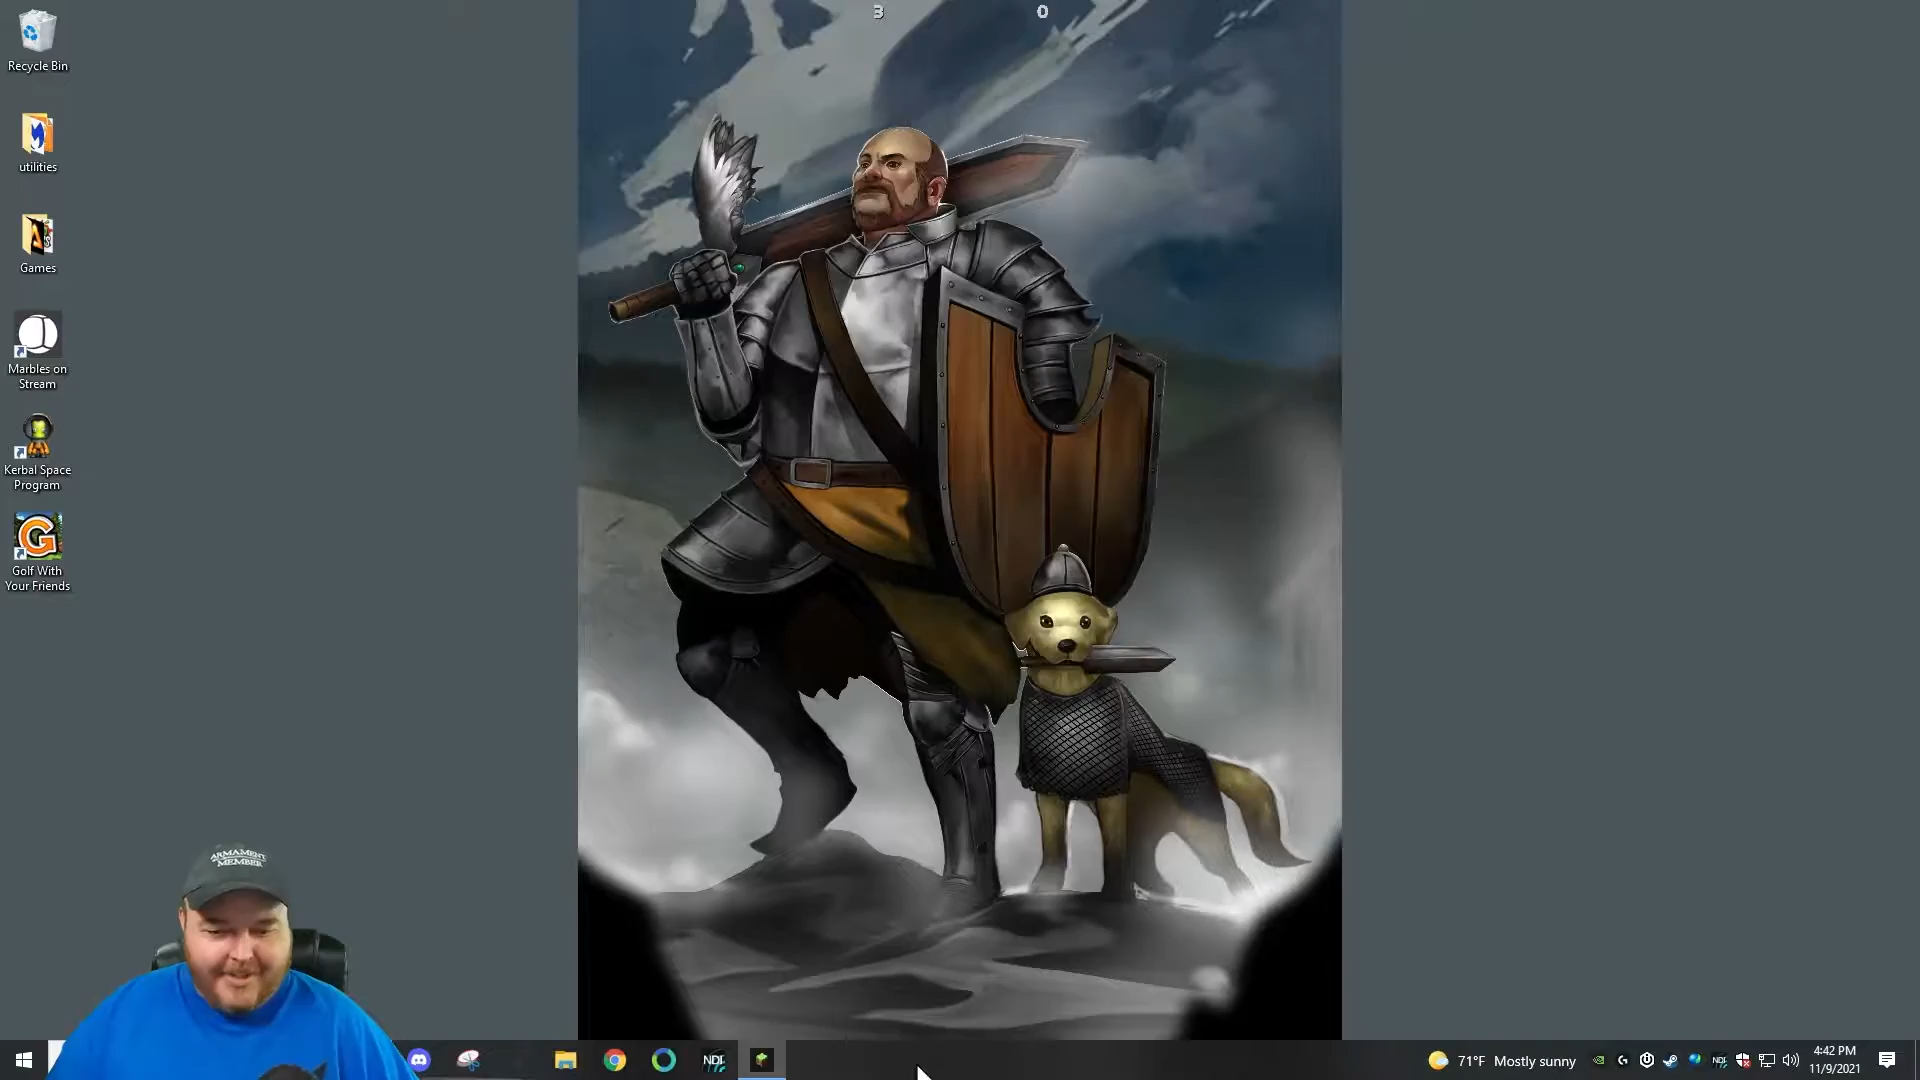 3 0
Recycle Bin
utilities
Games
Marbles on
Stream
Kerbal Space
Program
G
Golf With
Your Friends
ARMAMENT
MEMBER
NDI
71°F Mostly sunny
NDI
4:42 PM
11/9/2021